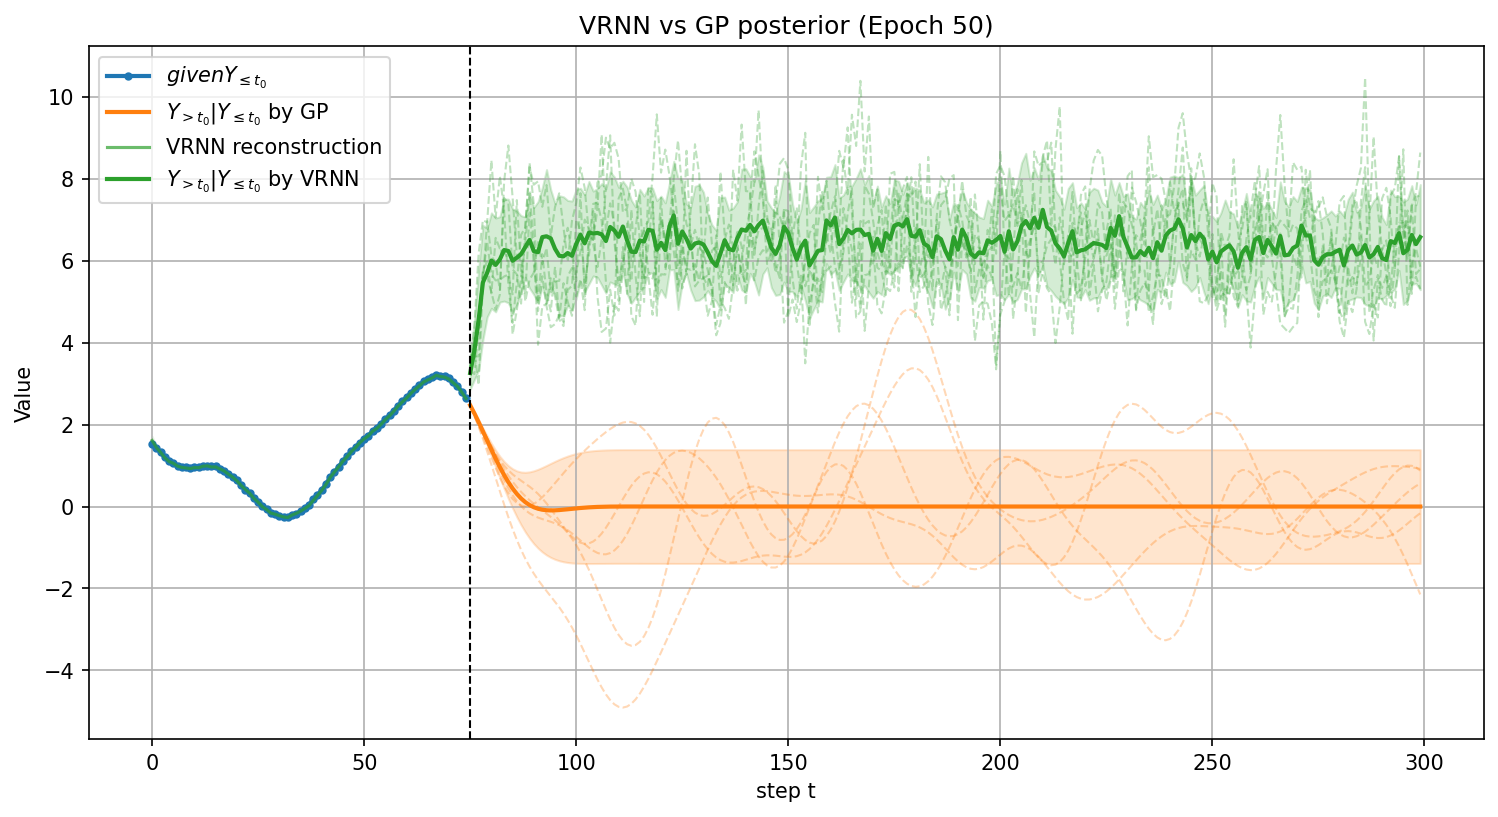 VRNN vs GP posterior (Epoch 50)
givenY≤t₀
Y>t₀|Y≤t₀ by GP
VRNN reconstruction
Y>t₀|Y≤t₀ by VRNN
10
8
6
4
2
0
−2
−4
Value
0 50 100 150 200 250 300
step t